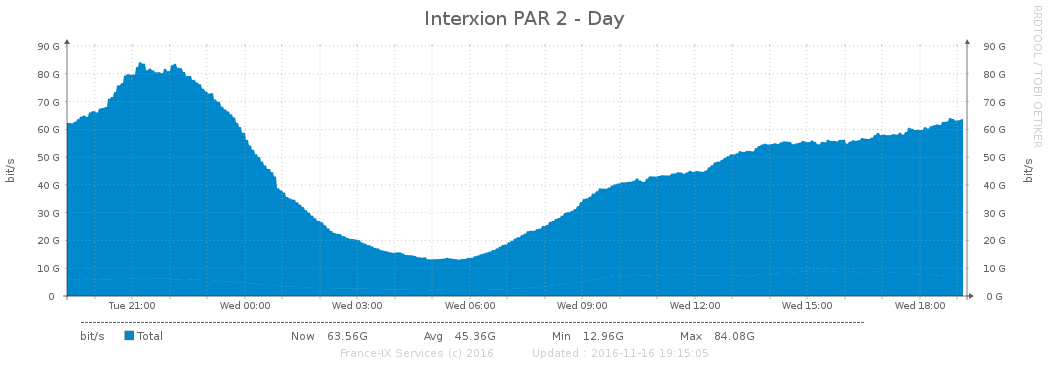 Interxion PAR 2 - Day
RRDTOOL / TOBI OETIKER
bit/s
90 G 90 G
80 G 80 G
70 G 70 G
60 G 60 G
50 G 50 G
40 G 40 G
30 G 30 G
20 G 20 G
10 G 10 G
0 0 G
bit/s
Tue 21:00 Wed 00:00 Wed 03:00 Wed 06:00 Wed 09:00 Wed 12:00 Wed 15:00 Wed 18:00
bit/s Total Now 63.56G Avg 45.36G Min 12.96G Max 84.08G
France-IX Services (c) 2016 Updated : 2016-11-16 19:15:05